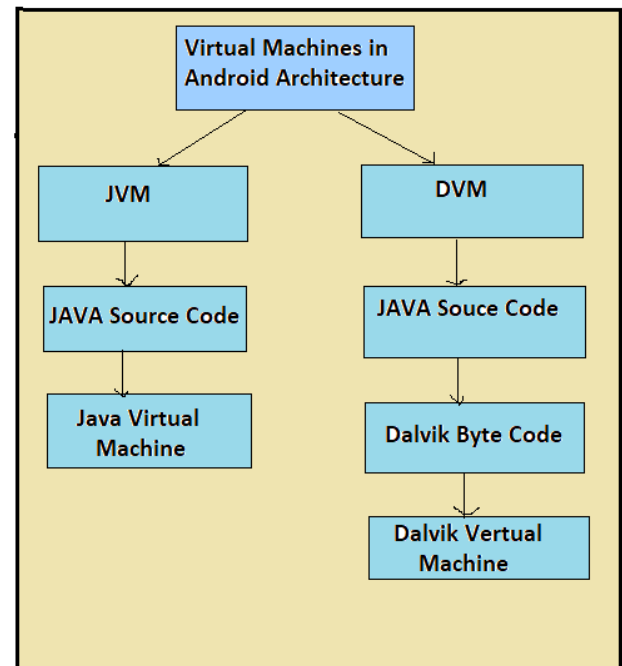 Virtual Machines in
Android Architecture
JVM
DVM
JAVA Source Code
JAVA Souce Code
Java Virtual
Machine
Dalvik Byte Code
Dalvik Vertual
Machine